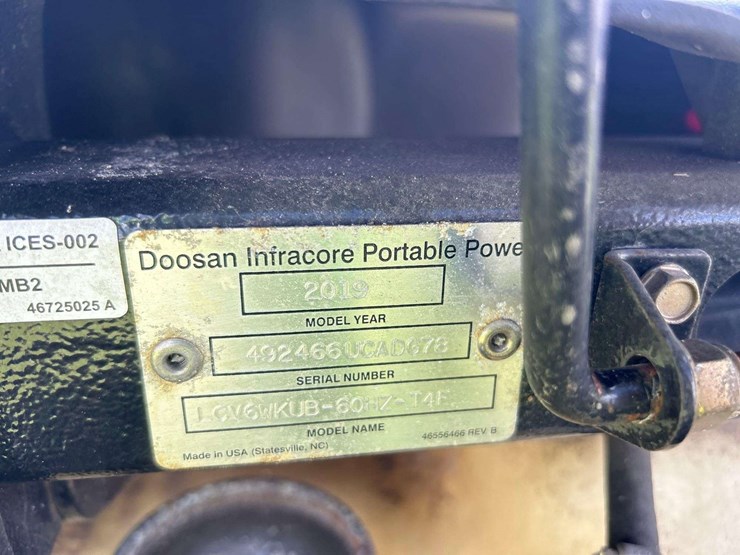 ICES-002
MB2
46725025 A
Doosan Infracore Portable Powe
2019
MODEL YEAR
492466UCAD678
SERIAL NUMBER
LCV6WKUB-60HZ-T4F
MODEL NAME
46556466 REV B
Made in USA (Statesville, NC)